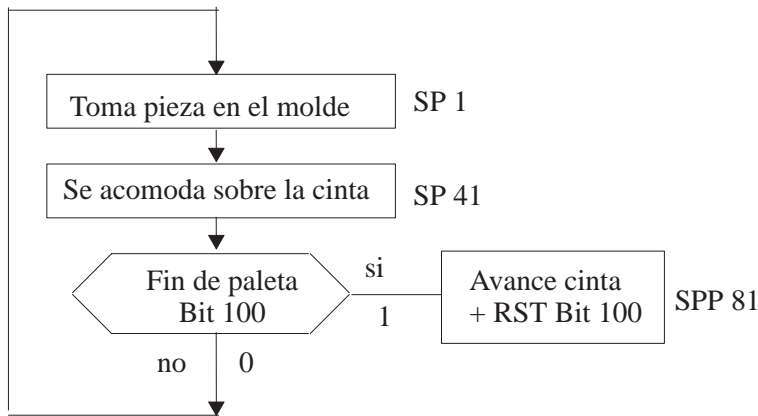 Toma pieza en el molde
SP 1
Se acomoda sobre la cinta
SP 41
Fin de paleta
Bit 100
si
1
Avance cinta
+ RST Bit 100
SPP 81
no
0